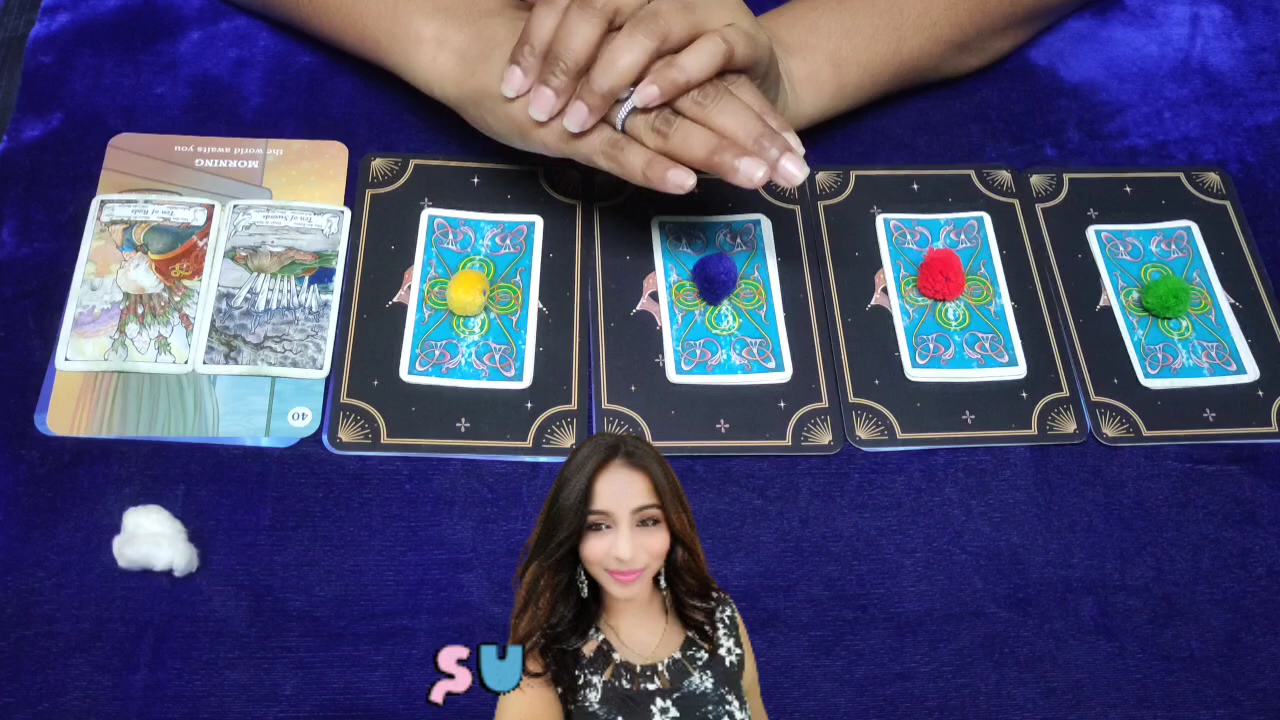 the world awaits you
MORNING
Ten of Rods
Ten of Swords
40
SU